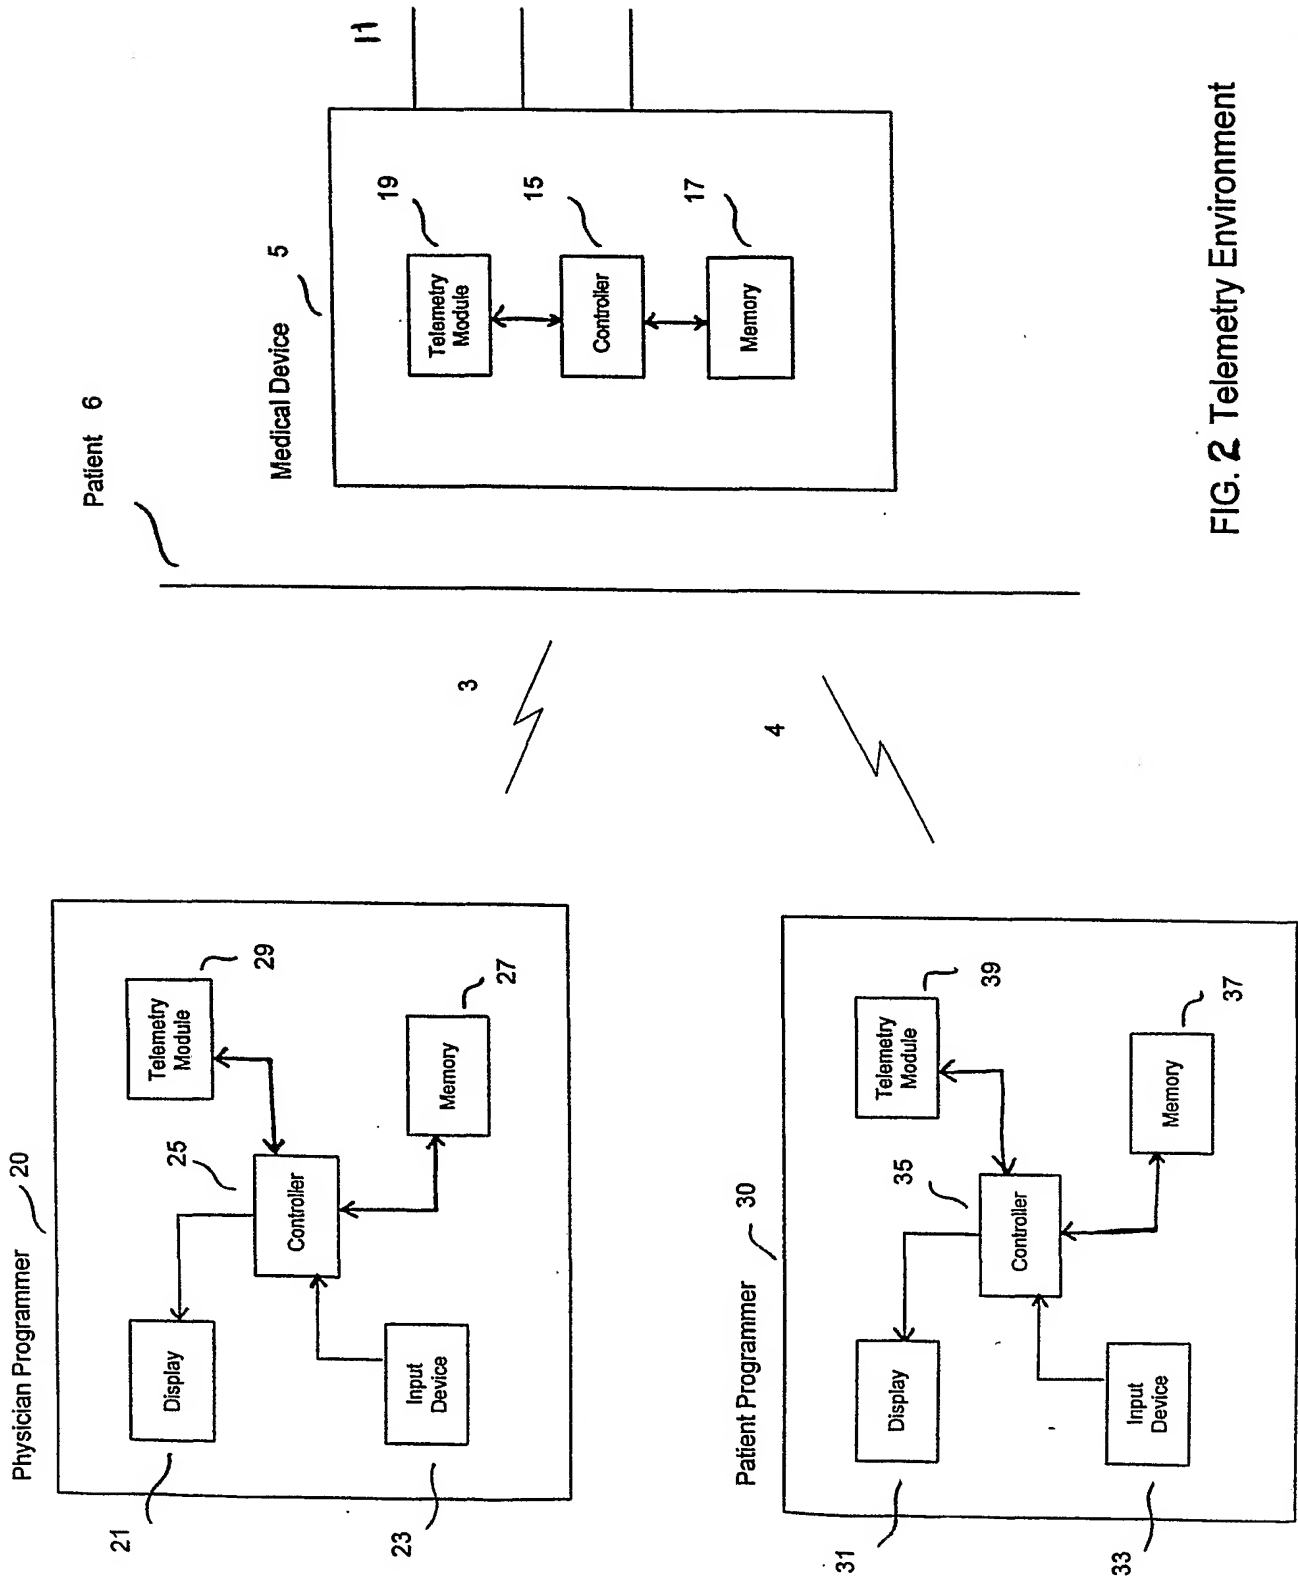 Physician Programmer 20
21
Display
23
Input
Device
25
Controller
Telemetry
Module
29
Memory
27
Patient Programmer 30
31
Display
33
Input
Device
35
Controller
Telemetry
Module
39
Memory
37
3
4
Patient 6
Medical Device 5
Telemetry
Module
19
Controller
15
Memory
17
11
FIG. 2 Telemetry Environment